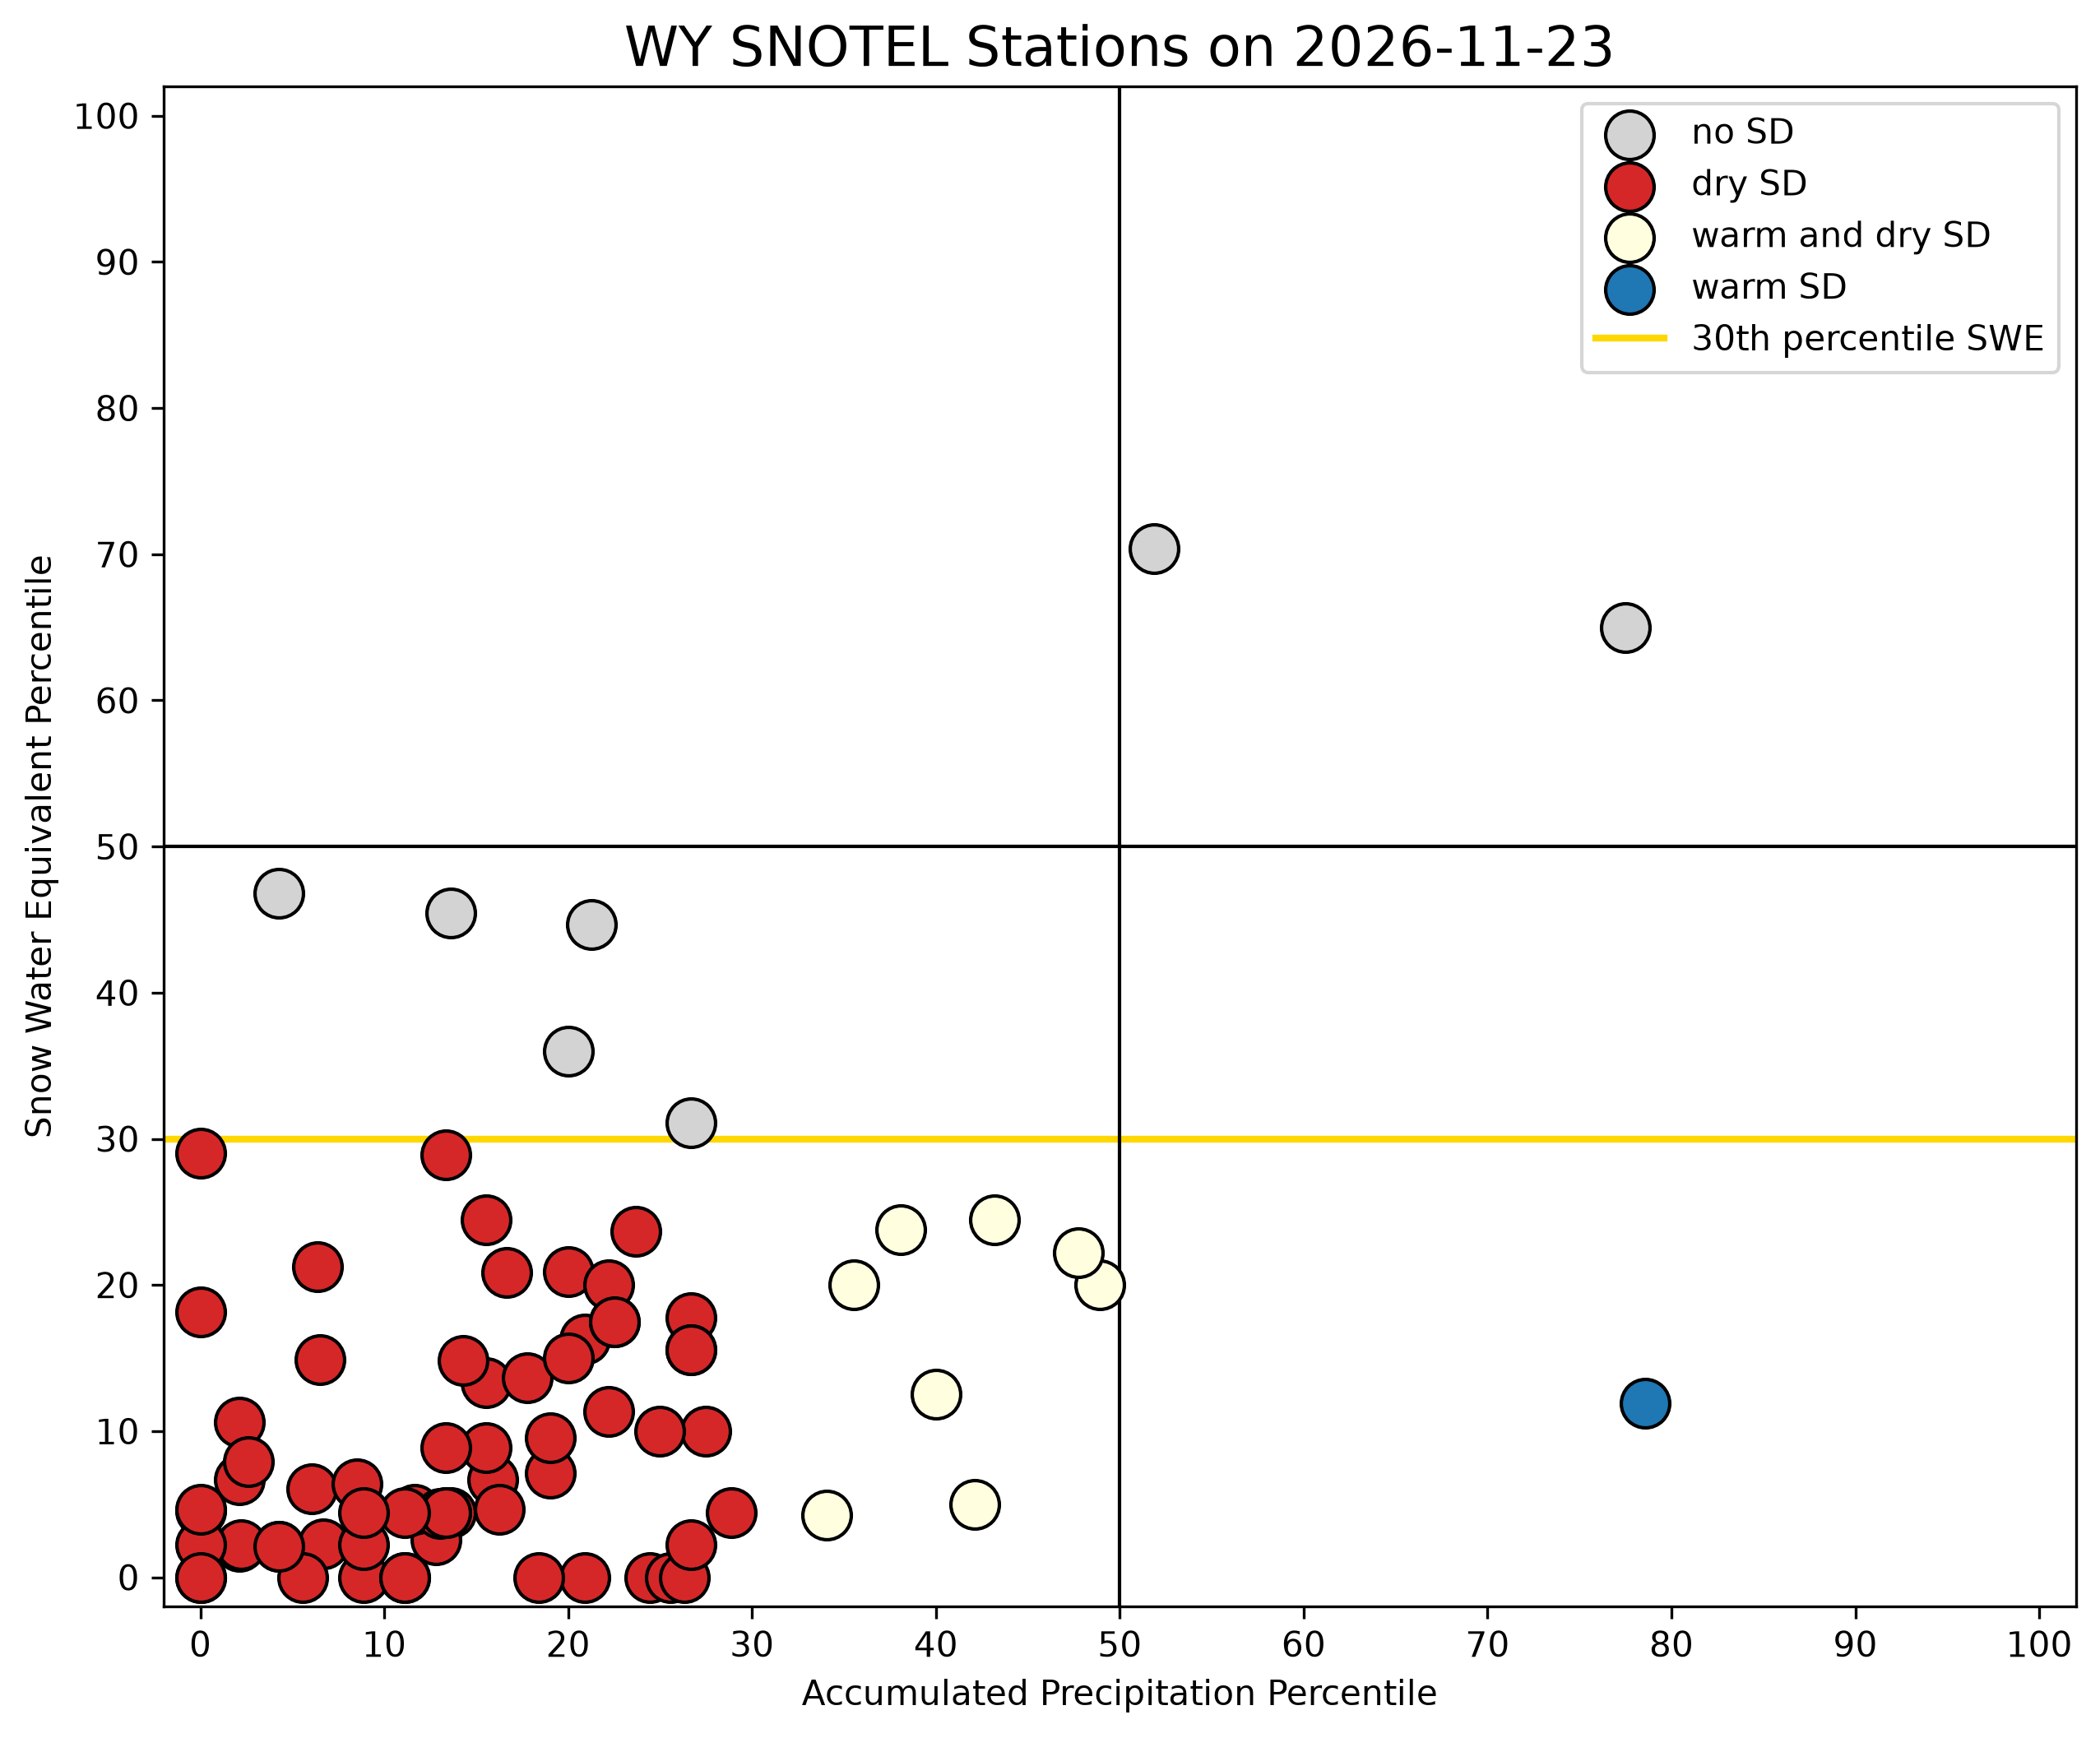 WY SNOTEL Stations on 2026-11-23
no SD
dry SD
warm and dry SD
warm SD
30th percentile SWE
100
90
80
70
60
50
40
30
20
10
0
Snow Water Equivalent Percentile
0 10 20 30 40 50 60 70 80 90 100
Accumulated Precipitation Percentile